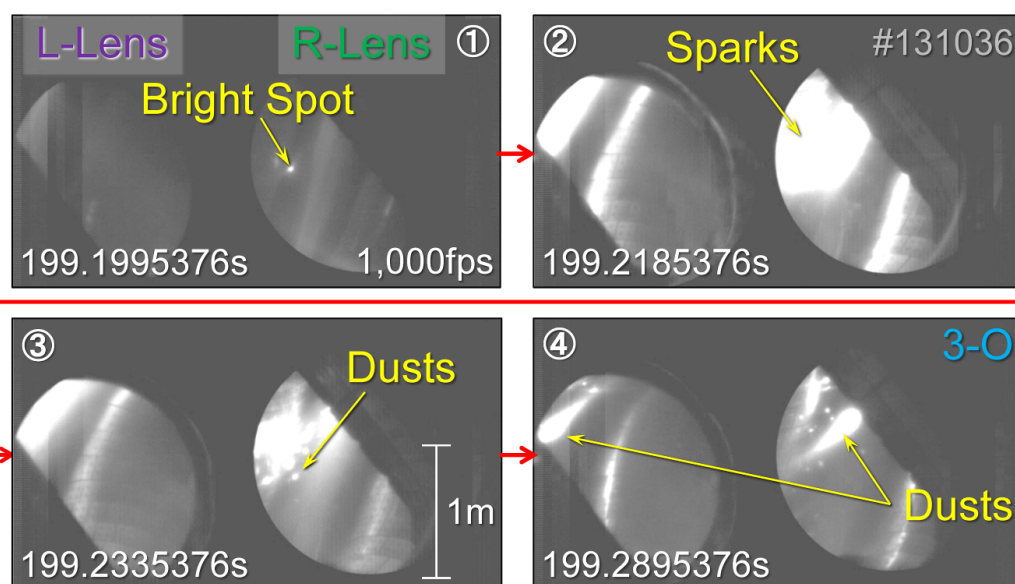 L-Lens R-Lens ①
Bright Spot
199.1995376s 1,000fps
② Sparks #131036
199.2185376s
③
Dusts
1m
199.2335376s
④ 3-O
Dusts
199.2895376s